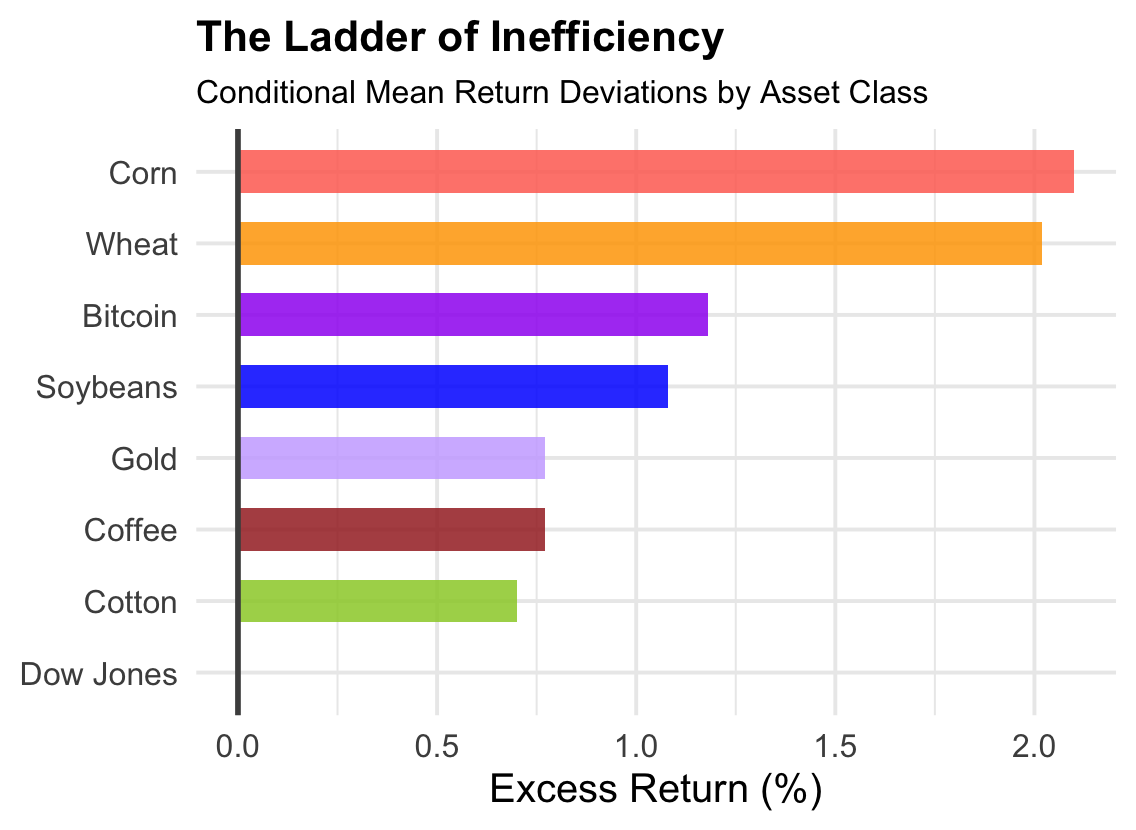 The Ladder of Inefficiency
Conditional Mean Return Deviations by Asset Class
Corn
Wheat
Bitcoin
Soybeans
Gold
Coffee
Cotton
Dow Jones
0.0 0.5 1.0 1.5 2.0
Excess Return (%)